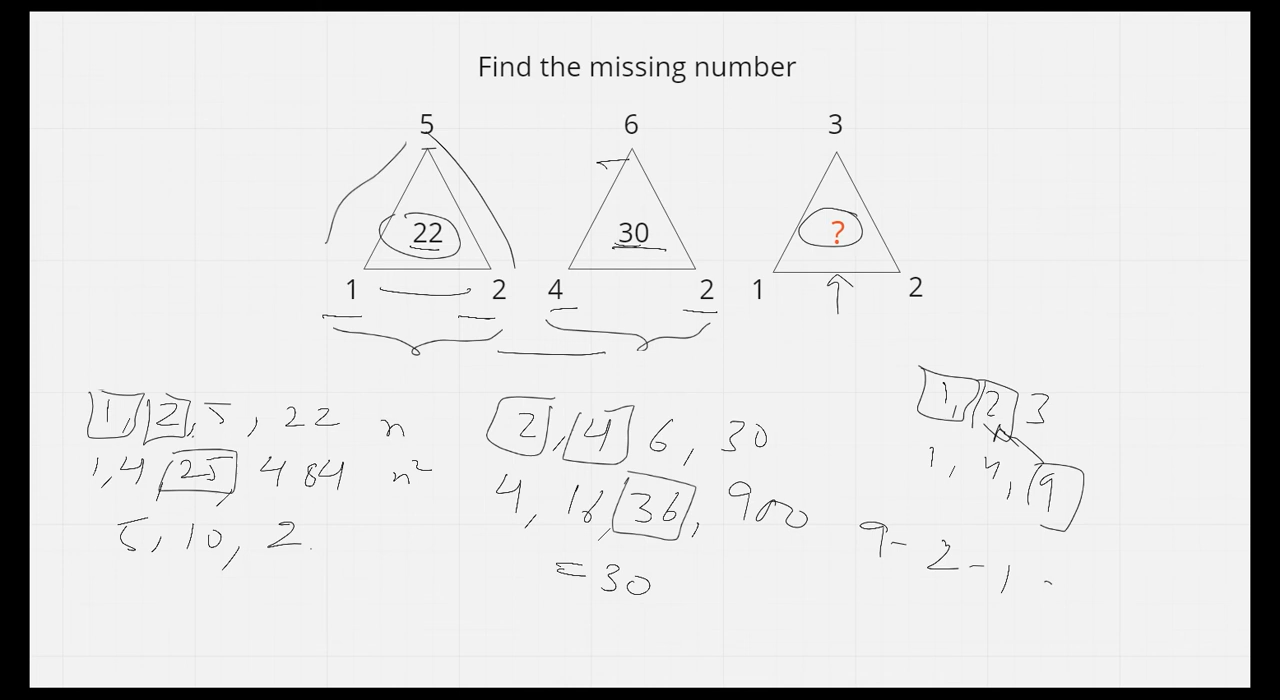 Find the missing number
5 6 3
22 30 ?
1 2 4 2 1 2
1, 2, 5, 22 n
1,4,25, 484 n²
5, 10, 2
2, 4 6, 30
4, 16, 36, 900
= 30
1, 2, 3
1, 4, 9
9- 2 - 1